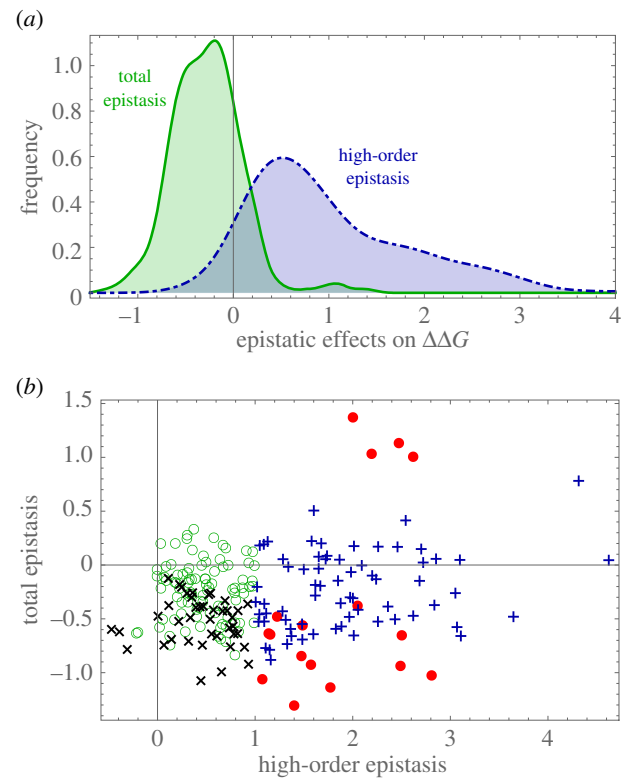 (a)
1.0
0.8
0.6
0.4
0.2
0
frequency
total
epistasis
high-order
epistasis
−1
0
1
2
3
4
epistatic effects on ΔΔG
(b)
1.5
1.0
0.5
0
−0.5
−1.0
total epistasis
0
1
2
3
4
high-order epistasis